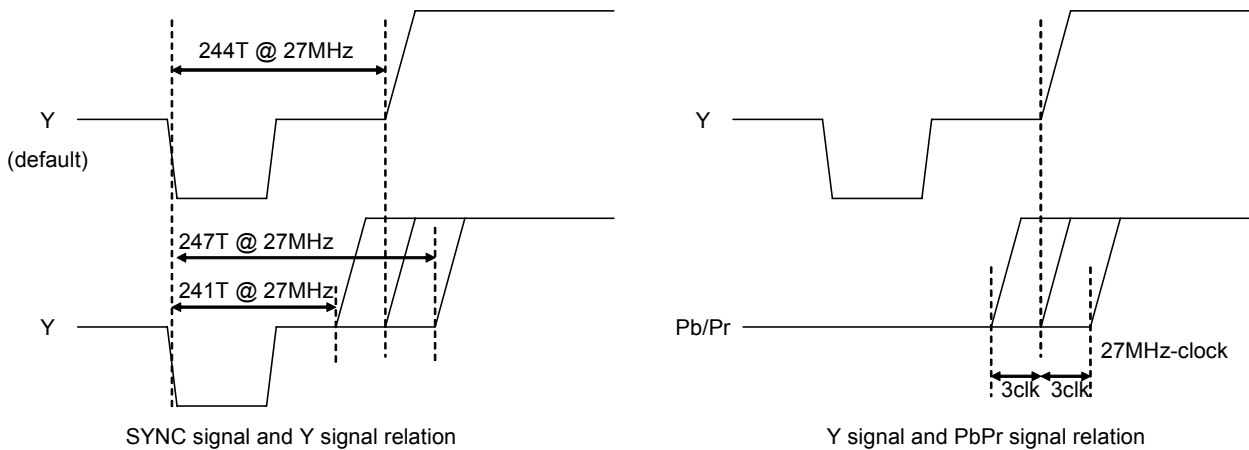 244T @ 27MHz
Y
(default)
247T @ 27MHz
241T @ 27MHz
Y
SYNC signal and Y signal relation
Y
Pb/Pr
27MHz-clock
3clk 3clk
Y signal and PbPr signal relation